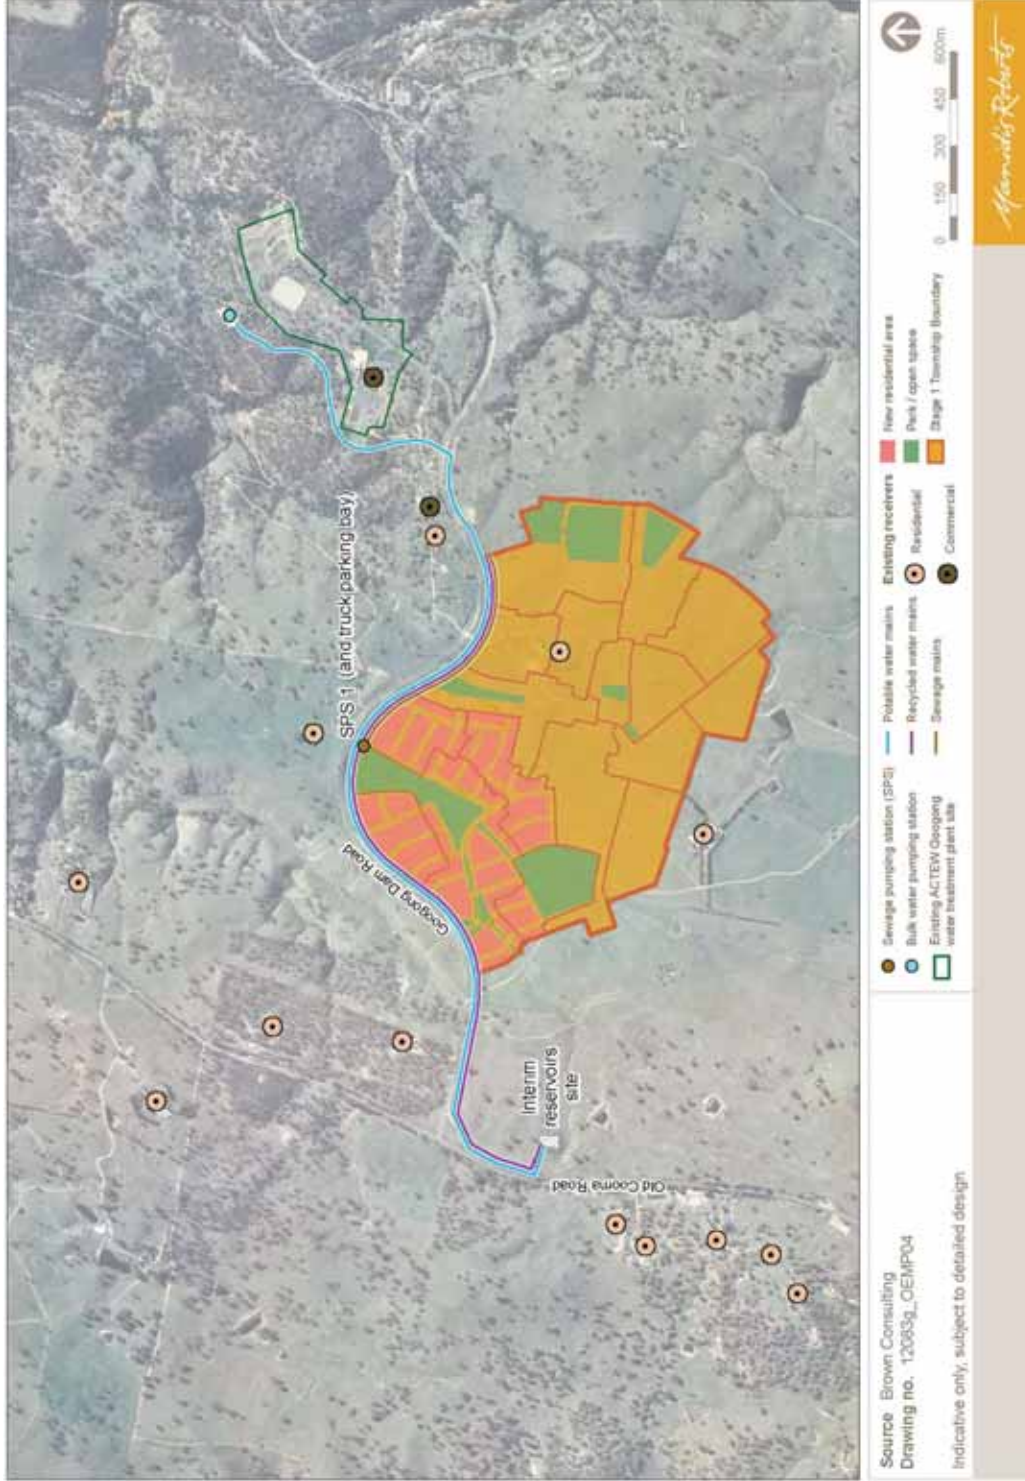 SPS 1 (and truck parking bay)
Googong Dam Road
Interim
reservoirs
site
Old Cooma Road
Source Brown Consulting
Drawing no. 12083g_OEMP04
Indicative only, subject to detailed design
Sewage pumping station (SPS)
Bulk water pumping station
Existing ACTEW Googong
water treatment plant site
Potable water mains
Recycled water mains
Sewage mains
Existing receivers
Residential
Commercial
New residential area
Park / open space
Stage 1 Township Boundary
0 150 300 450 600m
Manidis Roberts